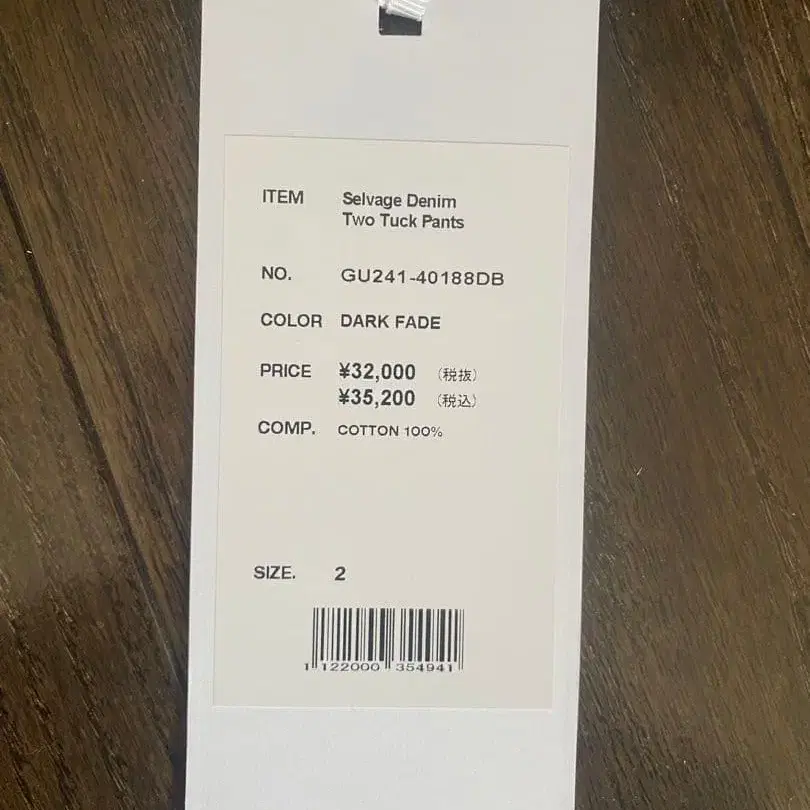 ITEM Selvage Denim
Two Tuck Pants
NO. GU241-40188DB
COLOR DARK FADE
PRICE ¥32,000 (税抜)
¥35,200 (税込)
COMP. COTTON 100%
SIZE. 2
1 122000 354941